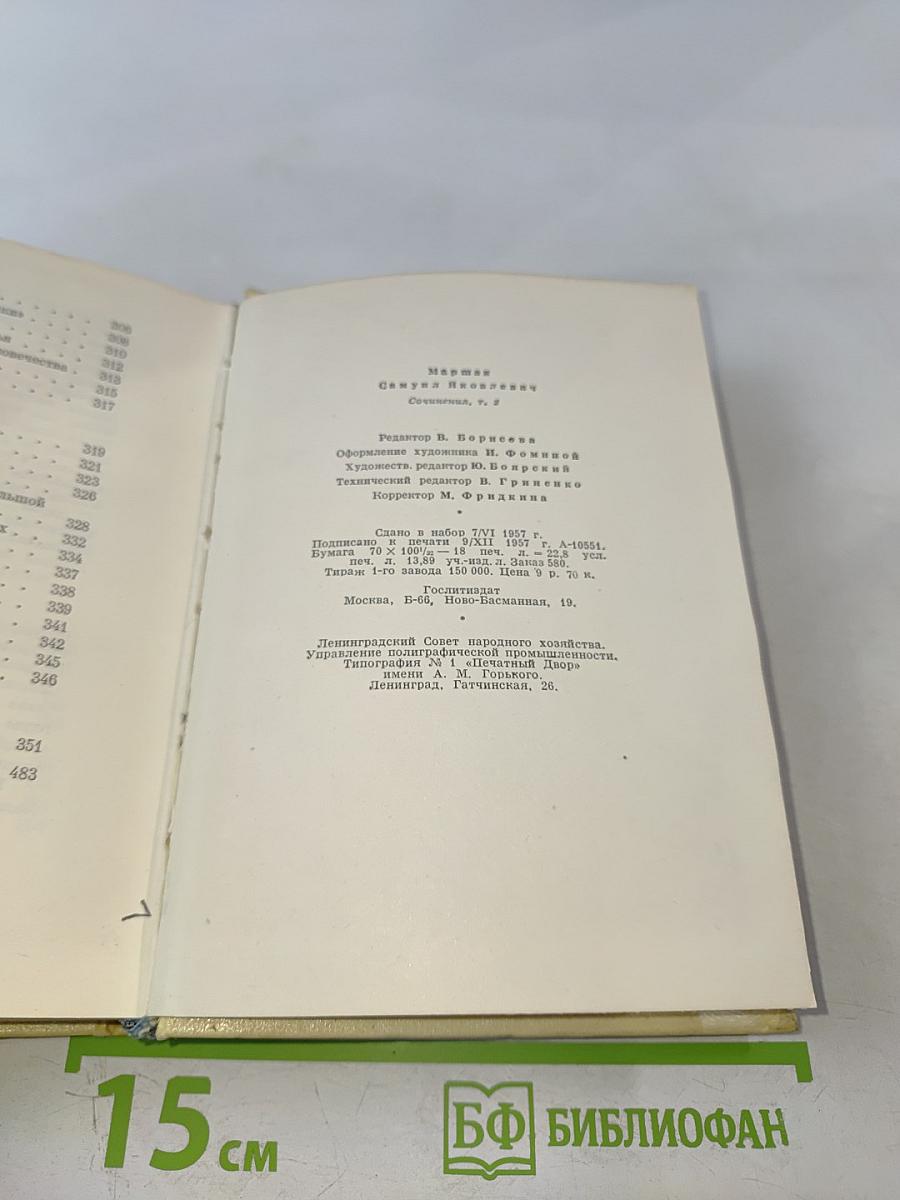 306
308
310
овечества . 312
313
315
317
319
321
323
326
льшой
328
332
334
337
338
339
341
342
345
346
351
483
Маршак
Самуил Яковлевич
Сочинения, т. 2
Редактор В. Борисова
Оформление художника И. Фоминой
Художеств. редактор Ю. Боярский
Технический редактор В. Гриненко
Корректор М. Фридкина
Сдано в набор 7/VI 1957 г.
Подписано к печати 9/XII 1957 г. А-10551.
Бумага 70 × 100 1/32 — 18 печ. л. = 22,8 усл.
печ. л. 13,89 уч.-изд. л. Заказ 580.
Тираж 1-го завода 150 000. Цена 9 р. 70 к.
Гослитиздат
Москва, Б-66, Ново-Басманная, 19.
Ленинградский Совет народного хозяйства.
Управление полиграфической промышленности.
Типография № 1 «Печатный Двор»
имени А. М. Горького.
Ленинград, Гатчинская, 26.
15 см
БФ БИБЛИОФАН